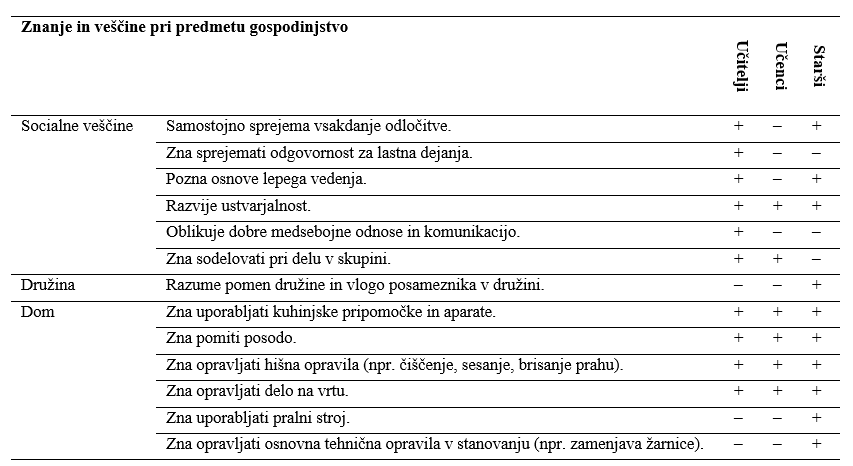 Znanje in veščine pri predmetu gospodinjstvo
Učitelji Učenci Starši
Socialne veščine Samostojno sprejema vsakdanje odločitve. + – +
Zna sprejemati odgovornost za lastna dejanja. + – –
Pozna osnove lepega vedenja. + – +
Razvije ustvarjalnost. + + +
Oblikuje dobre medsebojne odnose in komunikacijo. + – –
Zna sodelovati pri delu v skupini. + + –
Družina Razume pomen družine in vlogo posameznika v družini. – – +
Dom Zna uporabljati kuhinjske pripomočke in aparate. + + +
Zna pomiti posodo. + + +
Zna opravljati hišna opravila (npr. čiščenje, sesanje, brisanje prahu). + + +
Zna opravljati delo na vrtu. + + +
Zna uporabljati pralni stroj. – – +
Zna opravljati osnovna tehnična opravila v stanovanju (npr. zamenjava žarnice). – – +